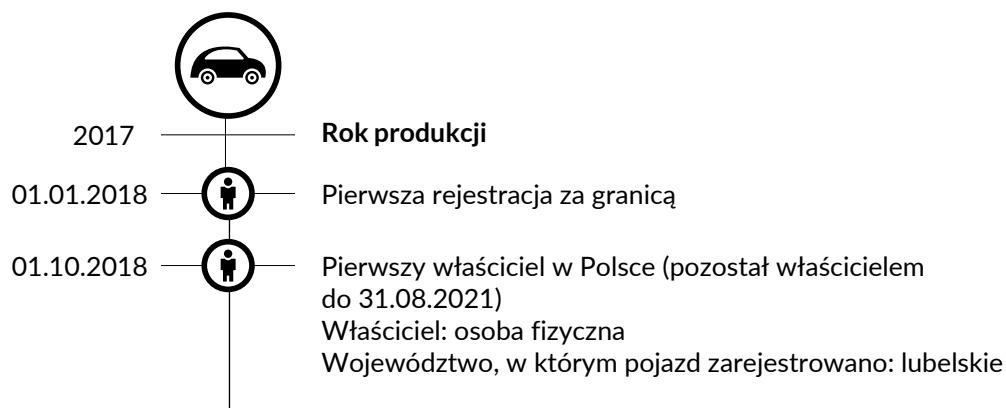 2017 Rok produkcji
01.01.2018 Pierwsza rejestracja za granicą
01.10.2018 Pierwszy właściciel w Polsce (pozostał właścicielem
do 31.08.2021)
Właściciel: osoba fizyczna
Województwo, w którym pojazd zarejestrowano: lubelskie